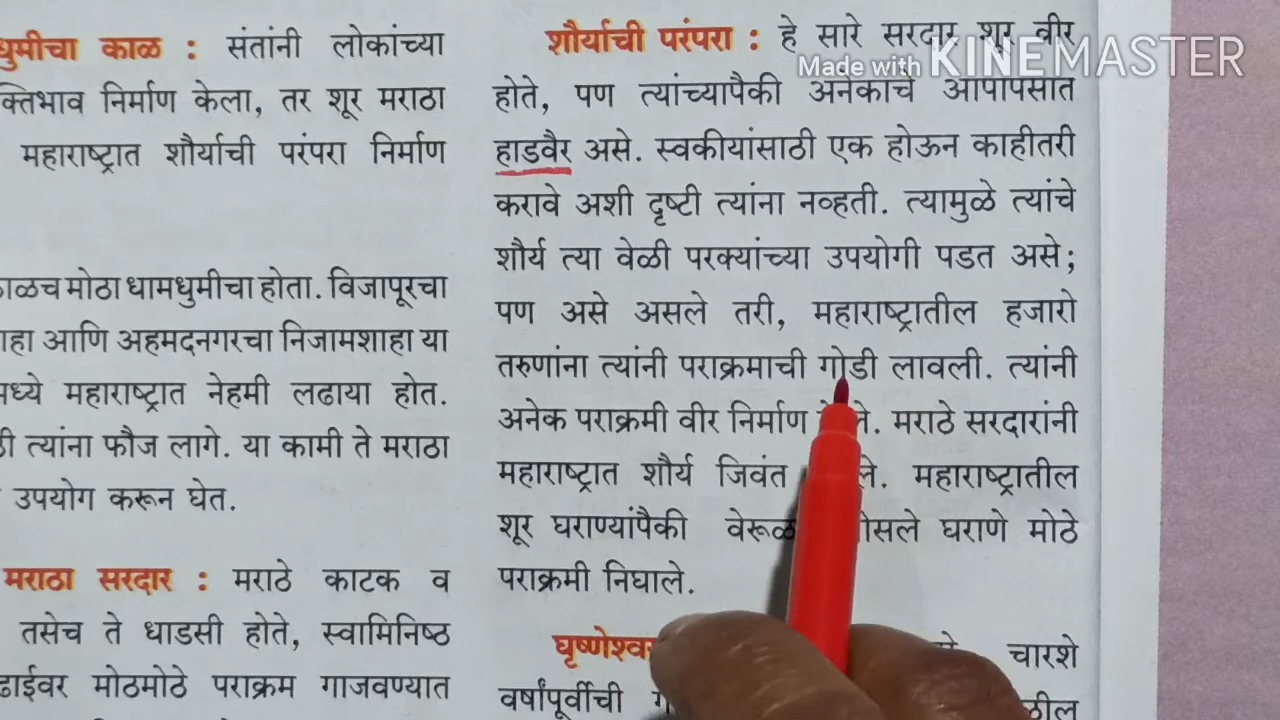 धुमीचा काळ : संतांनी लोकांच्या
क्तिभाव निर्माण केला, तर शूर मराठा
महाराष्ट्रात शौर्याची परंपरा निर्माण
ळच मोठा धामधुमीचा होता. विजापूरचा
हा आणि अहमदनगरचा निजामशाहा या
ध्ये महाराष्ट्रात नेहमी लढाया होत.
त्यांना फौज लागे. या कामी ते मराठा
उपयोग करून घेत.
मराठा सरदार : मराठे काटक व
तसेच ते धाडसी होते, स्वामिनिष्ठ
ढाईवर मोठमोठे पराक्रम गाजवण्यात
शौर्याची परंपरा : हे सारे सरदार शूर वीर
होते, पण त्यांच्यापैकी अनेकांचे आपापसांत
हाडवैर असे. स्वकीयांसाठी एक होऊन काहीतरी
करावे अशी दृष्टी त्यांना नव्हती. त्यामुळे त्यांचे
शौर्य त्या वेळी परक्यांच्या उपयोगी पडत असे;
पण असे असले तरी, महाराष्ट्रातील हजारो
तरुणांना त्यांनी पराक्रमाची गोडी लावली. त्यांनी
अनेक पराक्रमी वीर निर्माण ले. मराठे सरदारांनी
महाराष्ट्रात शौर्य जिवंत ले. महाराष्ट्रातील
शूर घराण्यांपैकी वेरूळ ोसले घराणे मोठे
पराक्रमी निघाले.
घृष्णेश्व चारशे
वर्षांपूर्वीची
Made with KINEMASTER